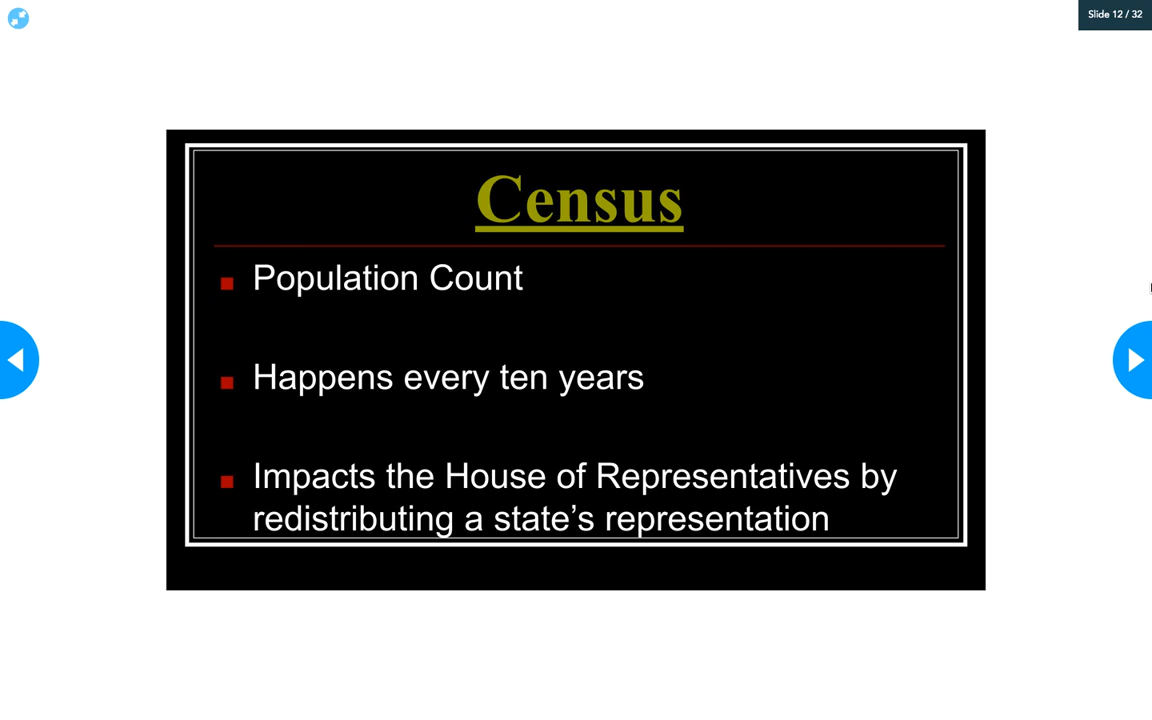 Slide 12 / 32
Census
Population Count
Happens every ten years
Impacts the House of Representatives by
redistributing a state’s representation